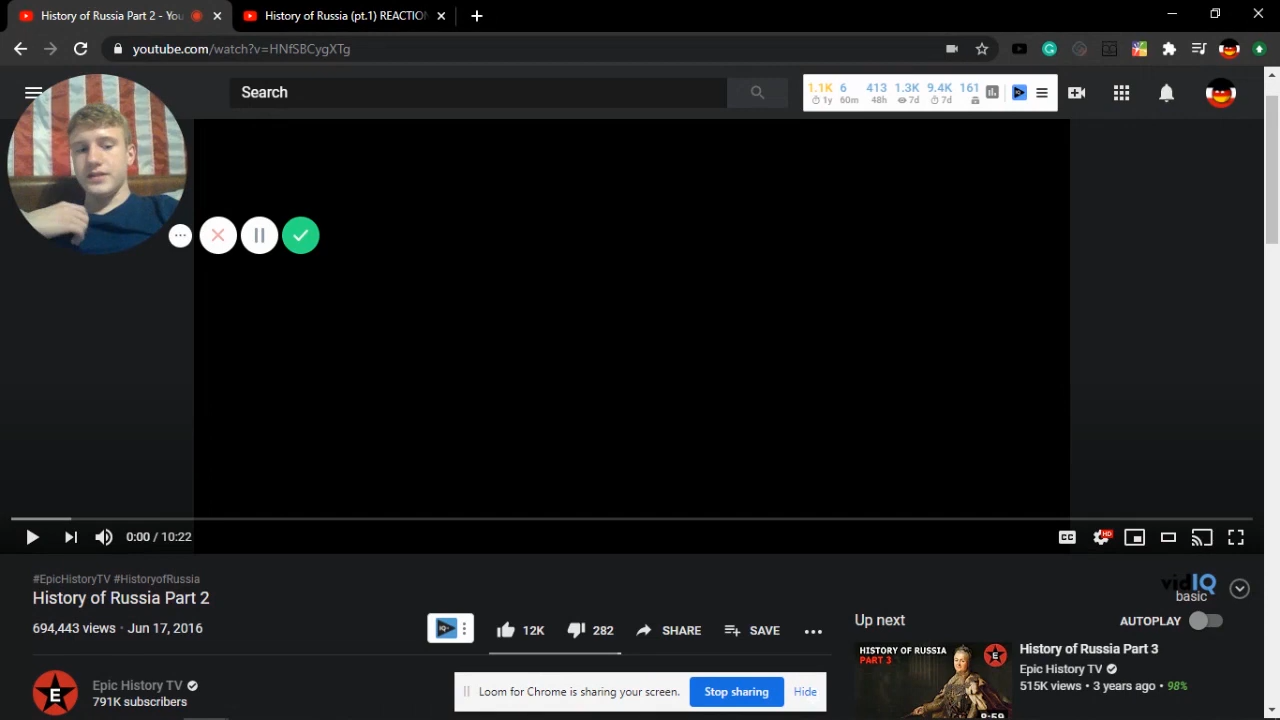 History of Russia Part 2 - You
History of Russia (pt.1) REACTION
youtube.com/watch?v=HNfSBCygXTg
Search
1.1K 6 413 1.3K 9.4K 161
1y 60m 48h 7d 7d
0:00 / 10:22
CC
HD
#EpicHistoryTV #HistoryofRussia
History of Russia Part 2
694,443 views · Jun 17, 2016
12K 282 SHARE SAVE
vidIQ
basic
Up next
AUTOPLAY
HISTORY OF RUSSIA
PART 3
E
8:59
History of Russia Part 3
Epic History TV
515K views • 3 years ago • 98%
E
Epic History TV
791K subscribers
Loom for Chrome is sharing your screen. Stop sharing Hide